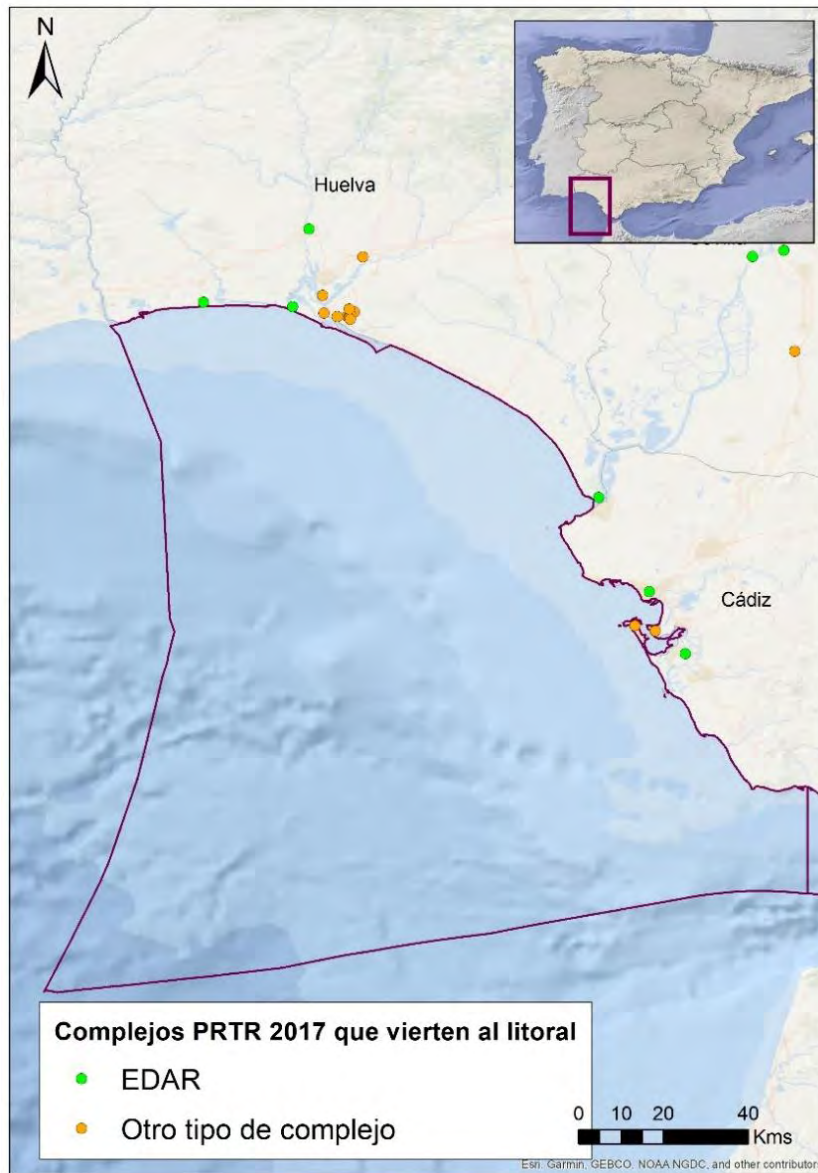 N
Huelva
Cádiz
Complejos PRTR 2017 que vierten al litoral
EDAR
Otro tipo de complejo
0 10 20 40
Kms
Esri, Garmin, GEBCO, NOAA NGDC, and other contributor